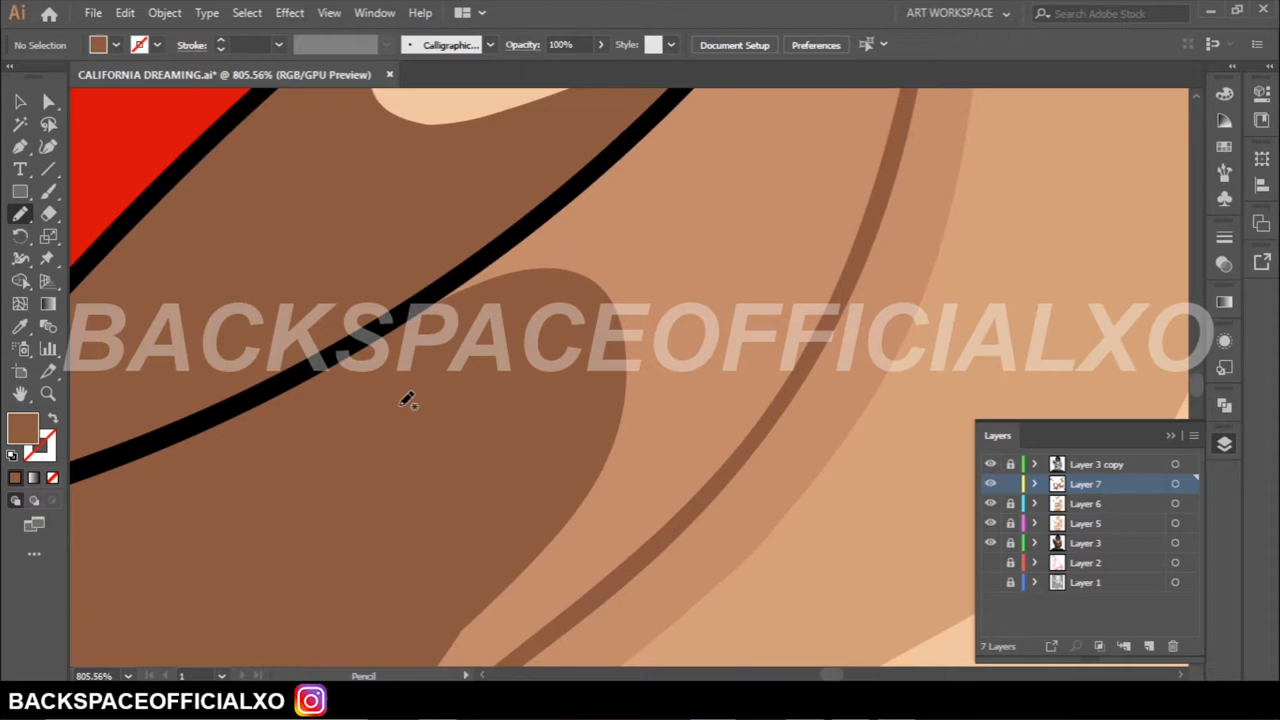 Ai File Edit Object Type Select Effect View Window Help ART WORKSPACE Search Adobe Stock
No Selection Stroke: Calligraphic... Opacity: 100% Style: Document Setup Preferences
CALIFORNIA DREAMING.ai* @ 805.56% (RGB/GPU Preview)
BACKSPACEOFFICIALXO
Layers
Layer 3 copy
Layer 7
Layer 6
Layer 5
Layer 3
Layer 2
Layer 1
7 Layers
805.56% 1 Pencil
BACKSPACEOFFICIALXO